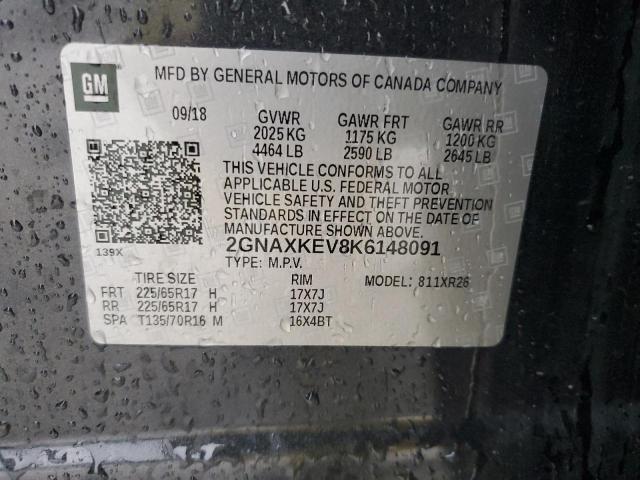 GM
MFD BY GENERAL MOTORS OF CANADA COMPANY
09/18 GVWR GAWR FRT GAWR RR
2025 KG 1175 KG 1200 KG
4464 LB 2590 LB 2645 LB
THIS VEHICLE CONFORMS TO ALL
APPLICABLE U.S. FEDERAL MOTOR
VEHICLE SAFETY AND THEFT PREVENTION
STANDARDS IN EFFECT ON THE DATE OF
MANUFACTURE SHOWN ABOVE.
139X 2GNAXKEV8K6148091
TYPE: M.P.V.
TIRE SIZE RIM MODEL: 811XR26
FRT 225/65R17 H 17X7J
RR 225/65R17 H 17X7J
SPA T135/70R16 M 16X4BT